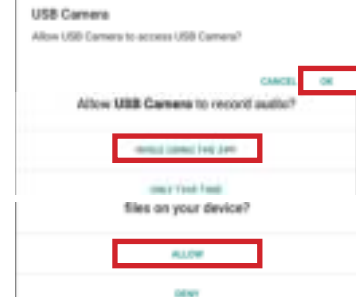 USB Camera
Allow USB Camera to access USB Camera?
CANCEL OK
Allow USB Camera to record audio?
WHILE USING THE APP
ONLY THIS TIME
files on your device?
ALLOW
DENY